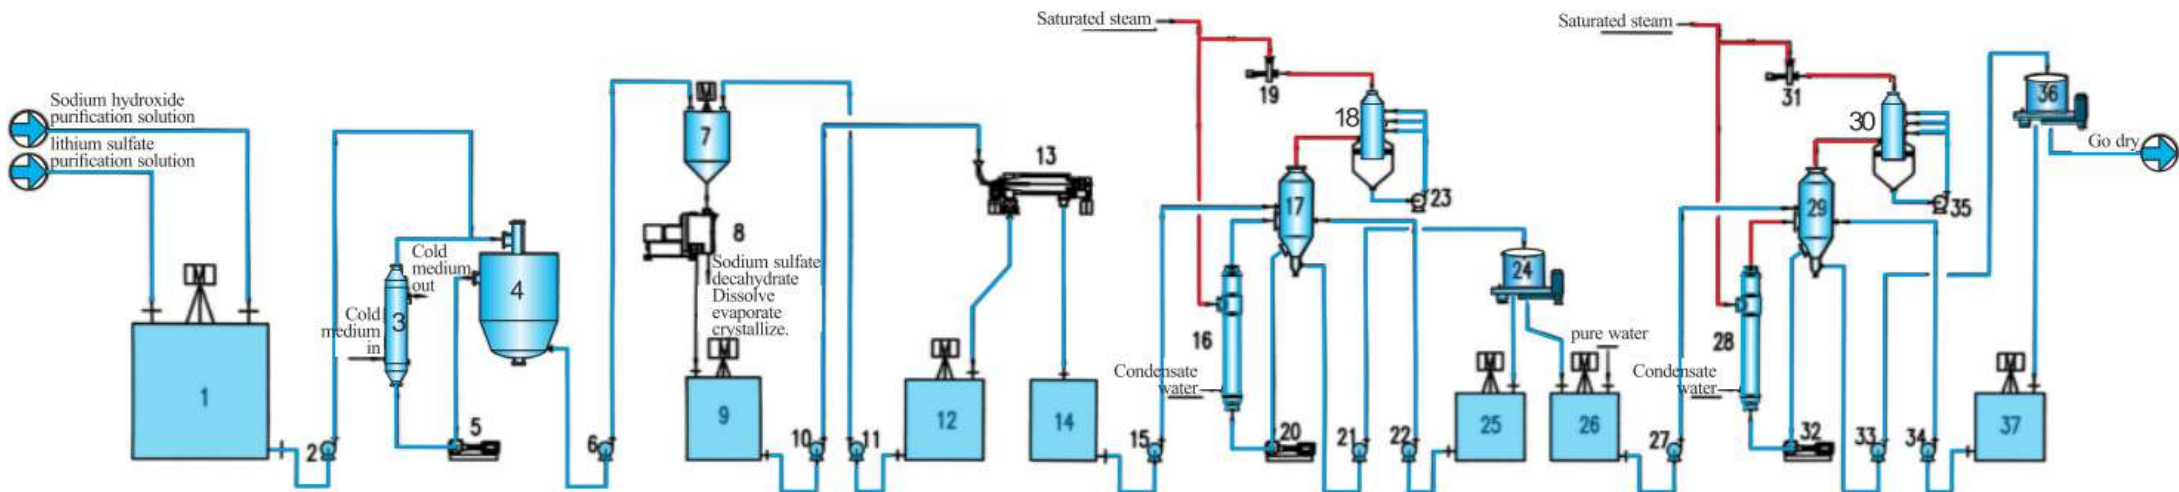 Sodium hydroxide
purification solution
lithium sulfate
purification solution
1
2
3
Cold
medium
out
Cold
medium
in
4
5
6
7
8
Sodium sulfate
decahydrate
Dissolve
evaporate
crystallize.
M
M
M
M
9
10
11
12
13
14
15
Saturated steam
16
Condensate
water
17
18
19
20
21
22
23
24
25
M
pure water
M
26
27
Saturated steam
28
Condensate
water
29
30
31
32
33
34
35
36
Go dry
M
37